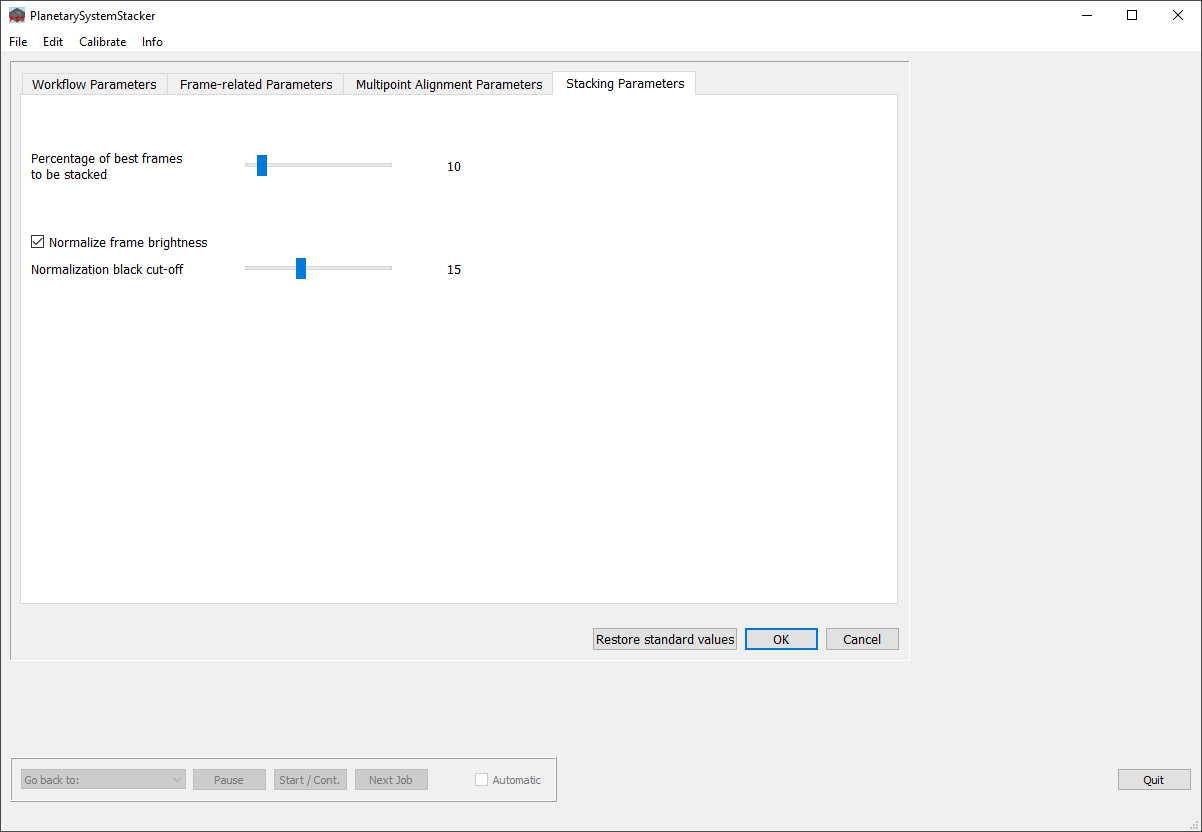 PlanetarySystemStacker
File Edit Calibrate Info
Workflow Parameters Frame-related Parameters Multipoint Alignment Parameters Stacking Parameters
Percentage of best frames
to be stacked
10
Normalize frame brightness
Normalization black cut-off 15
Restore standard values OK Cancel
Go back to: Pause Start / Cont. Next Job Automatic Quit